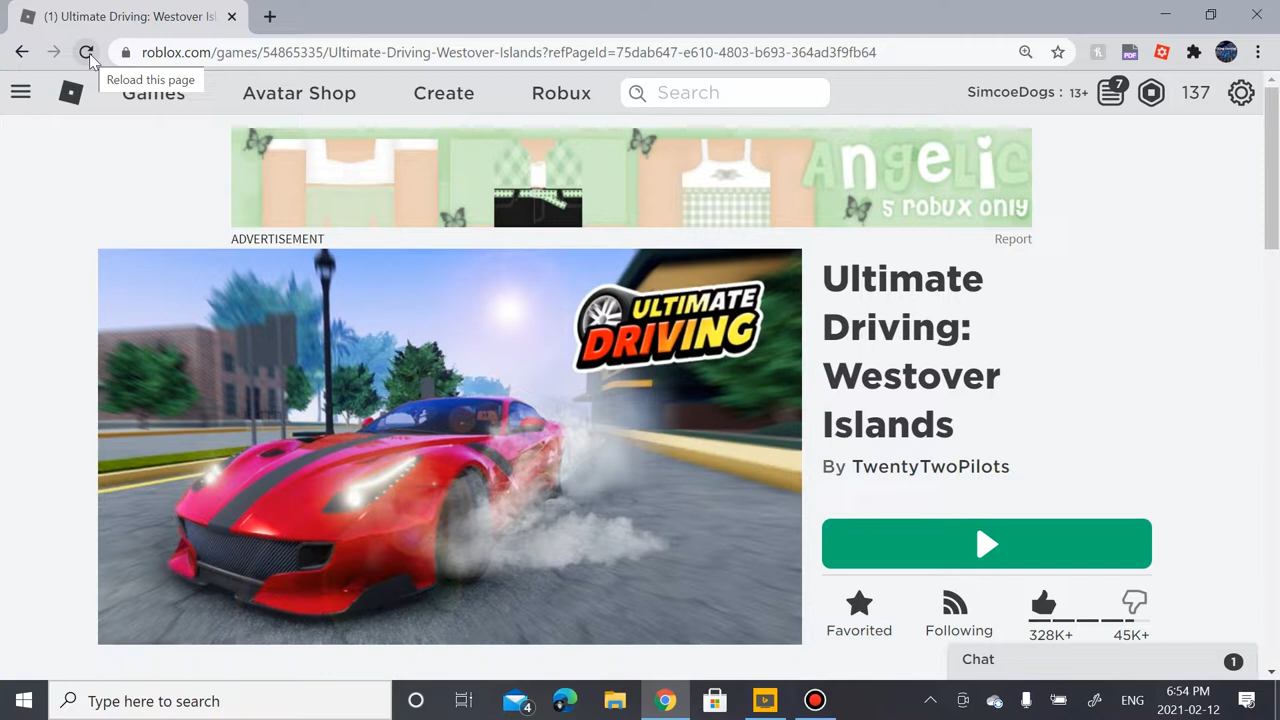 (1) Ultimate Driving: Westover Isl
roblox.com/games/54865335/Ultimate-Driving-Westover-Islands?refPageId=75dab647-e610-4803-b693-364ad3f9fb64
PDF
Reload this page
Games
Avatar Shop
Create
Robux
Search
SimcoeDogs : 13+
7
137
Angelic
5 robux only
ADVERTISEMENT
Report
ULTIMATE
DRIVING
Ultimate
Driving:
Westover
Islands
By TwentyTwoPilots
Favorited
Following
328K+
45K+
Chat
1
Type here to search
4
ENG
6:54 PM
2021-02-12